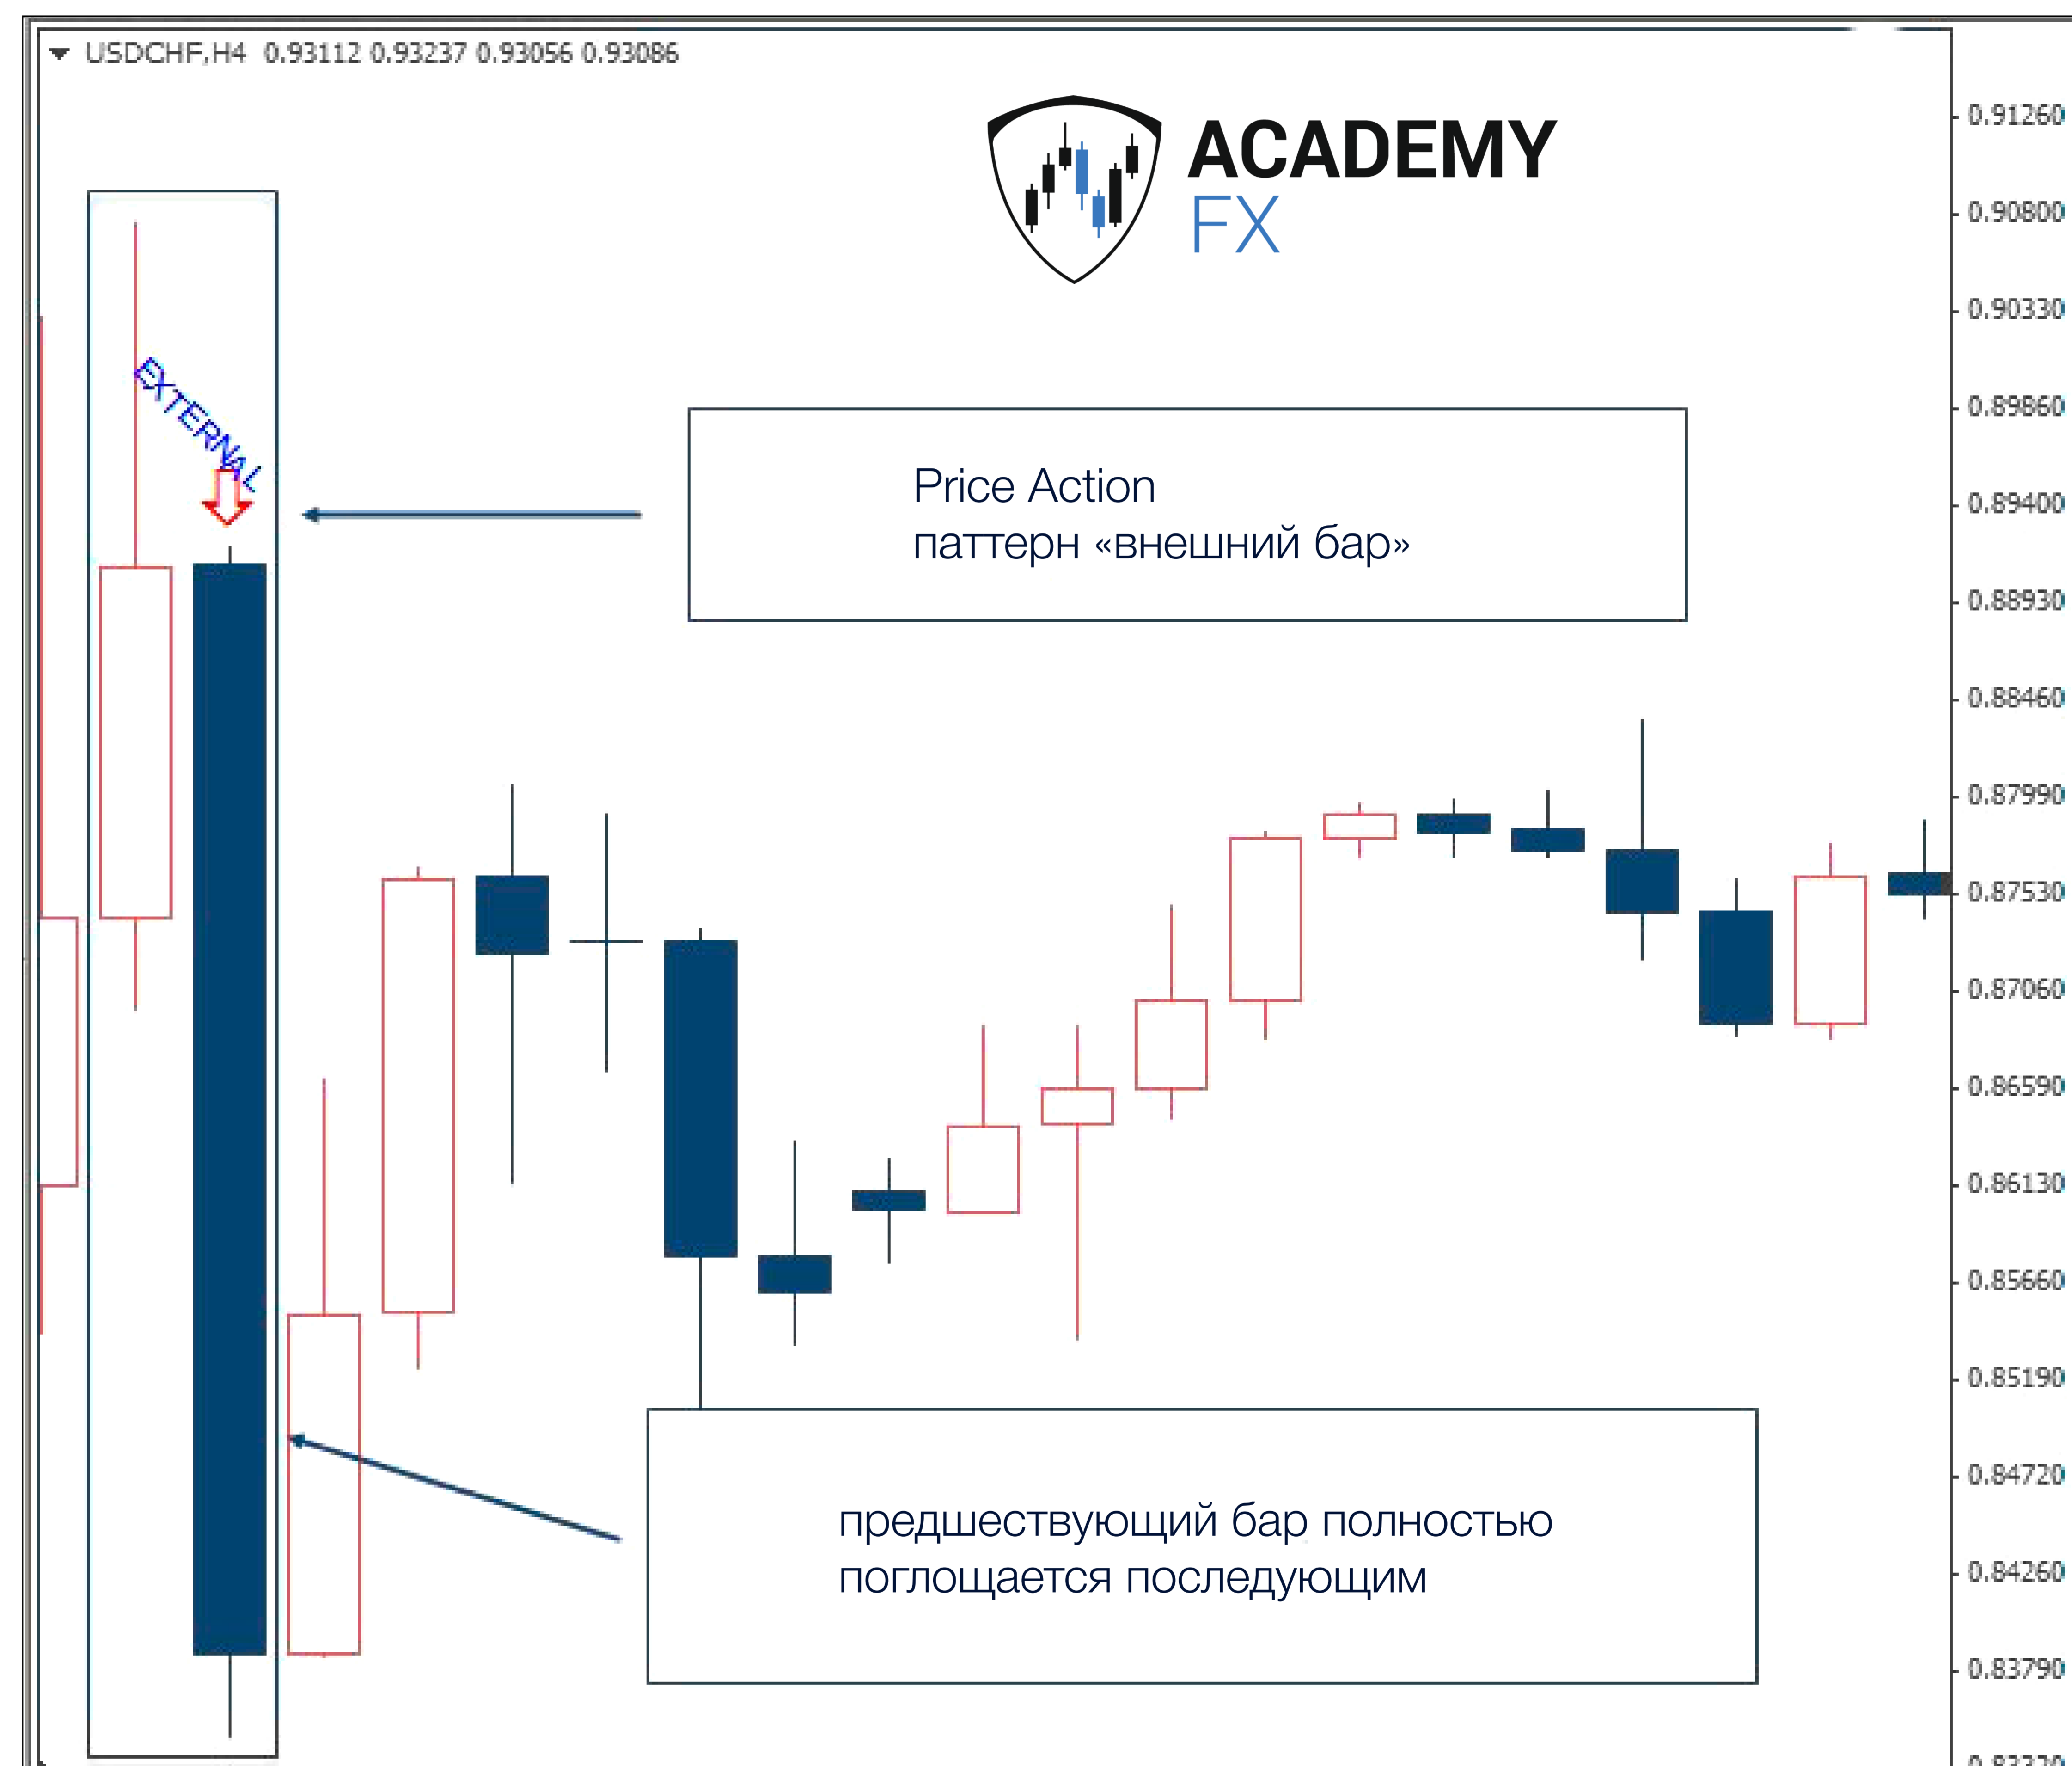 USDCHF,H4 0.93112 0.93237 0.93056 0.93086
ACADEMY
FX
0.91260
0.90800
0.90330
EXTERNAL
0.89860
Price Action
0.89400
паттерн «внешний бар»
0.88930
0.88460
0.87990
0.87530
0.87060
0.86590
0.86130
0.85660
0.85190
0.84720
предшествующий бар полностью
поглощается последующим
0.84260
0.83790